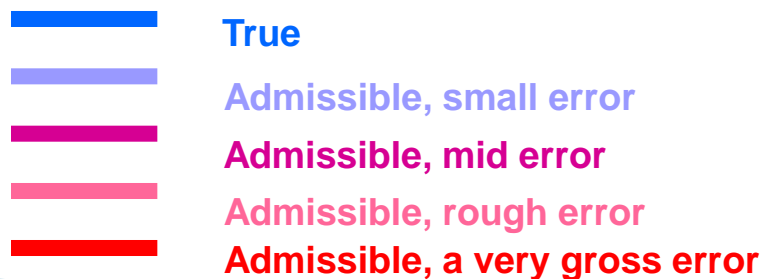 True
Admissible, small error
Admissible, mid error
Admissible, rough error
Admissible, a very gross error